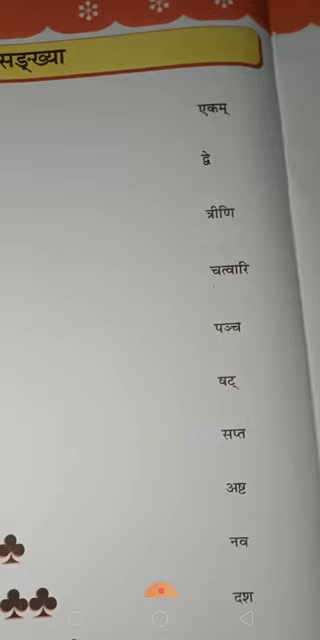 सङ्ख्या
एकम्
द्वे
त्रीणि
चत्वारि
पञ्च
षट्
सप्त
अष्ट
नव
दश